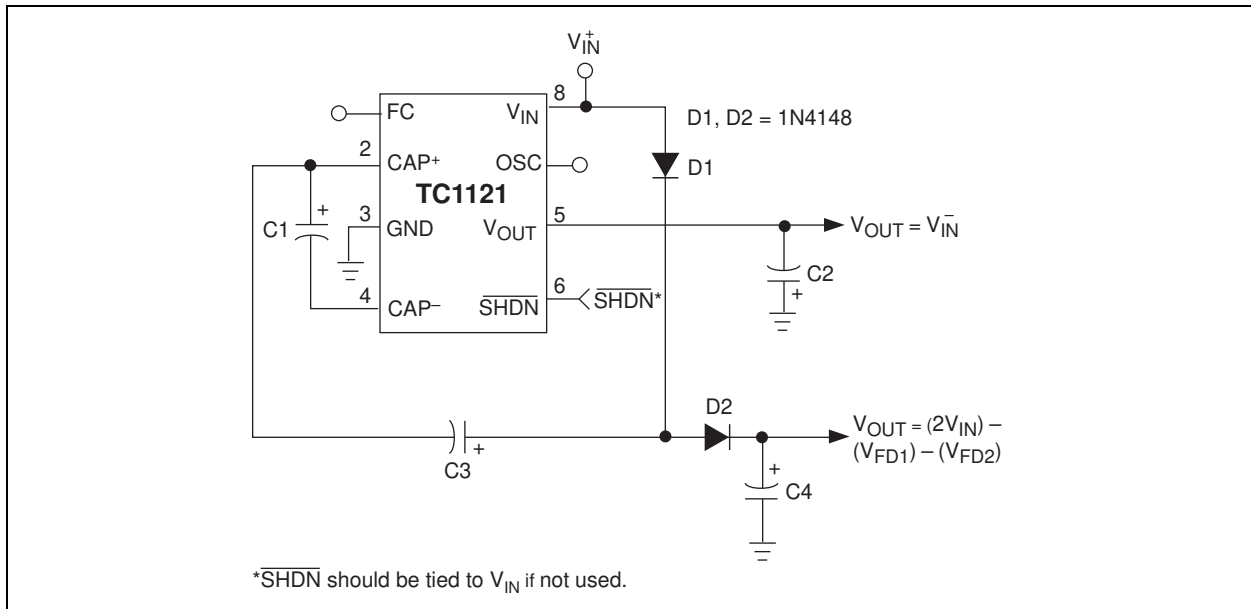 V+IN
8
FC
VIN
D1, D2 = 1N4148
2
CAP+
OSC
D1
TC1121
C1
+
3
GND
VOUT
5
VOUT = V–IN
C2
+
4
CAP–
SHDN
6
SHDN*
D2
VOUT = (2VIN) –
(VFD1) – (VFD2)
C3
+
+
C4
*SHDN should be tied to VIN if not used.